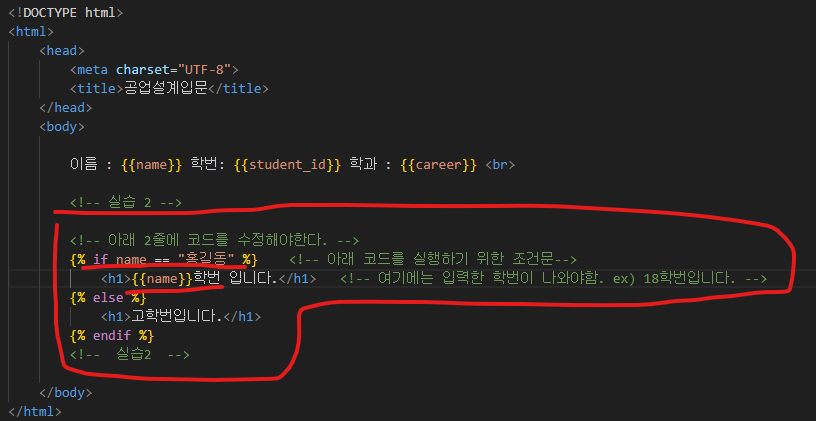 <!DOCTYPE html>
<html>
<head>
<meta charset="UTF-8">
<title>공업설계입문</title>
</head>
<body>
이름 : {{name}} 학번: {{student_id}} 학과 : {{career}} <br>
<!-- 실습 2 -->
<!-- 아래 2줄에 코드를 수정해야한다. -->
{% if name == "홍길동" %} <!-- 아래 코드를 실행하기 위한 조건문-->
<h1>{{name}}학번 입니다.</h1> <!-- 여기에는 입력한 학번이 나와야함. ex) 18학번입니다. -->
{% else %}
<h1>고학번입니다.</h1>
{% endif %}
<!-- 실습2 -->
</body>
</html>